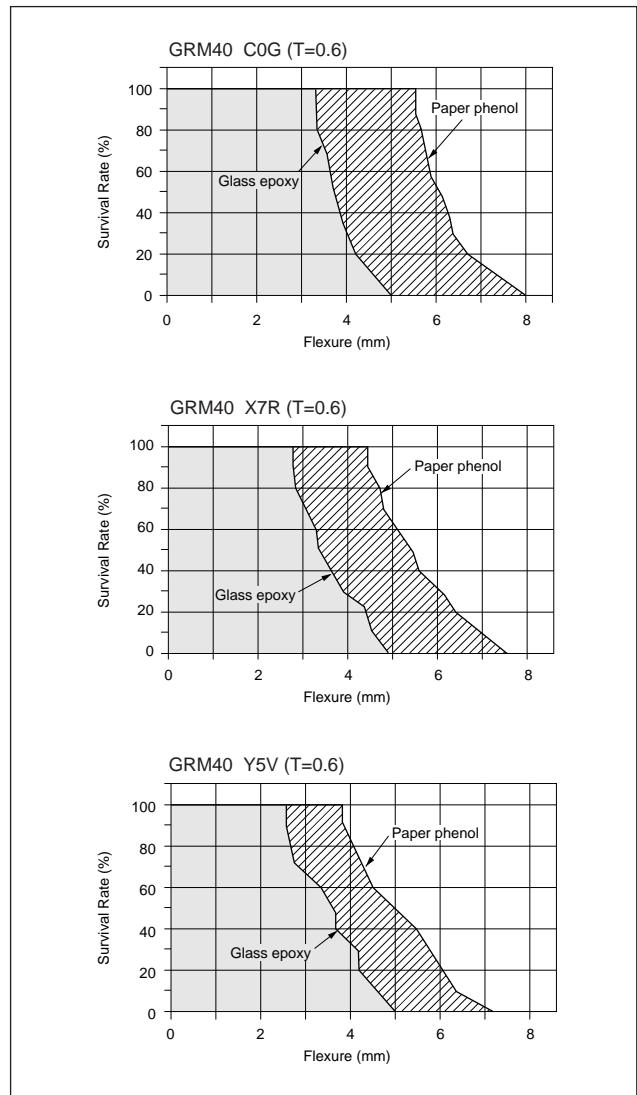 GRM40 C0G (T=0.6)
100
80
60
40
20
0
Survival Rate (%)
Paper phenol
Glass epoxy
0 2 4 6 8
Flexure (mm)
GRM40 X7R (T=0.6)
100
80
60
40
20
0
Survival Rate (%)
Paper phenol
Glass epoxy
0 2 4 6 8
Flexure (mm)
GRM40 Y5V (T=0.6)
100
80
60
40
20
0
Survival Rate (%)
Paper phenol
Glass epoxy
0 2 4 6 8
Flexure (mm)